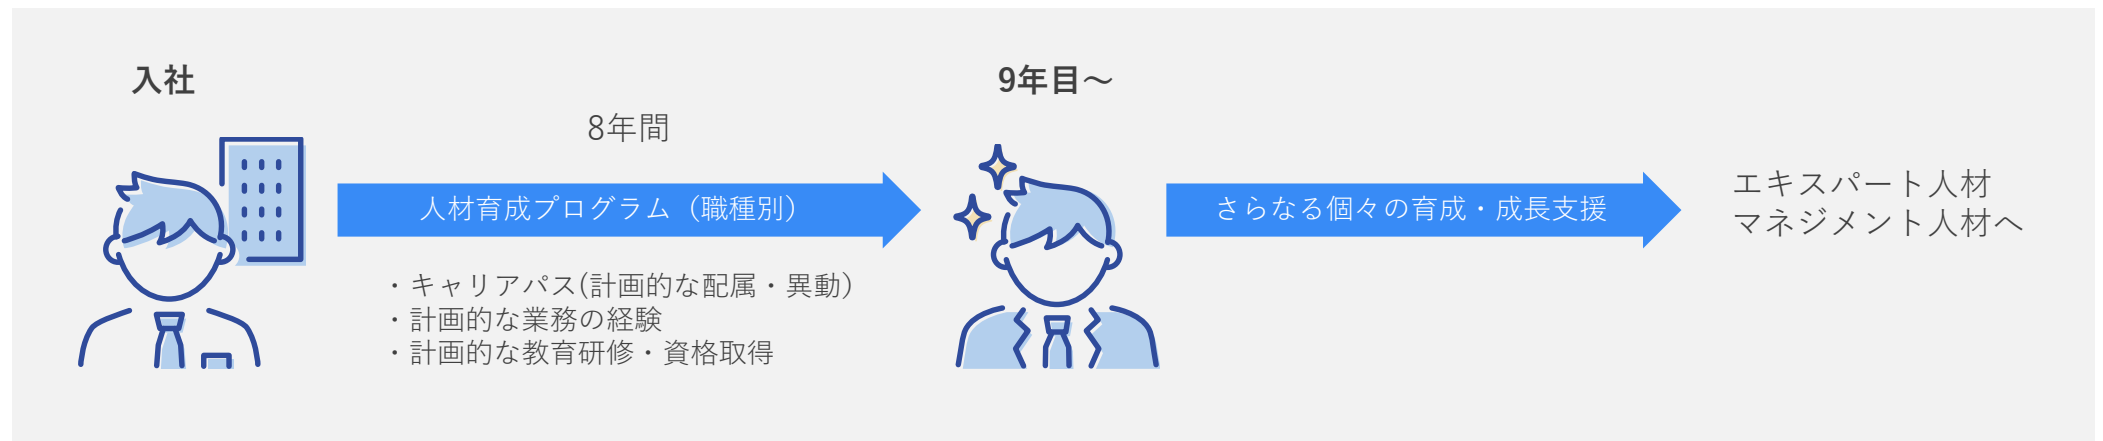 入社
8年間
人材育成プログラム（職種別）
・キャリアパス(計画的な配属・異動）
・計画的な業務の経験
・計画的な教育研修・資格取得
9年目～
さらなる個々の育成・成長支援
エキスパート人材
マネジメント人材へ